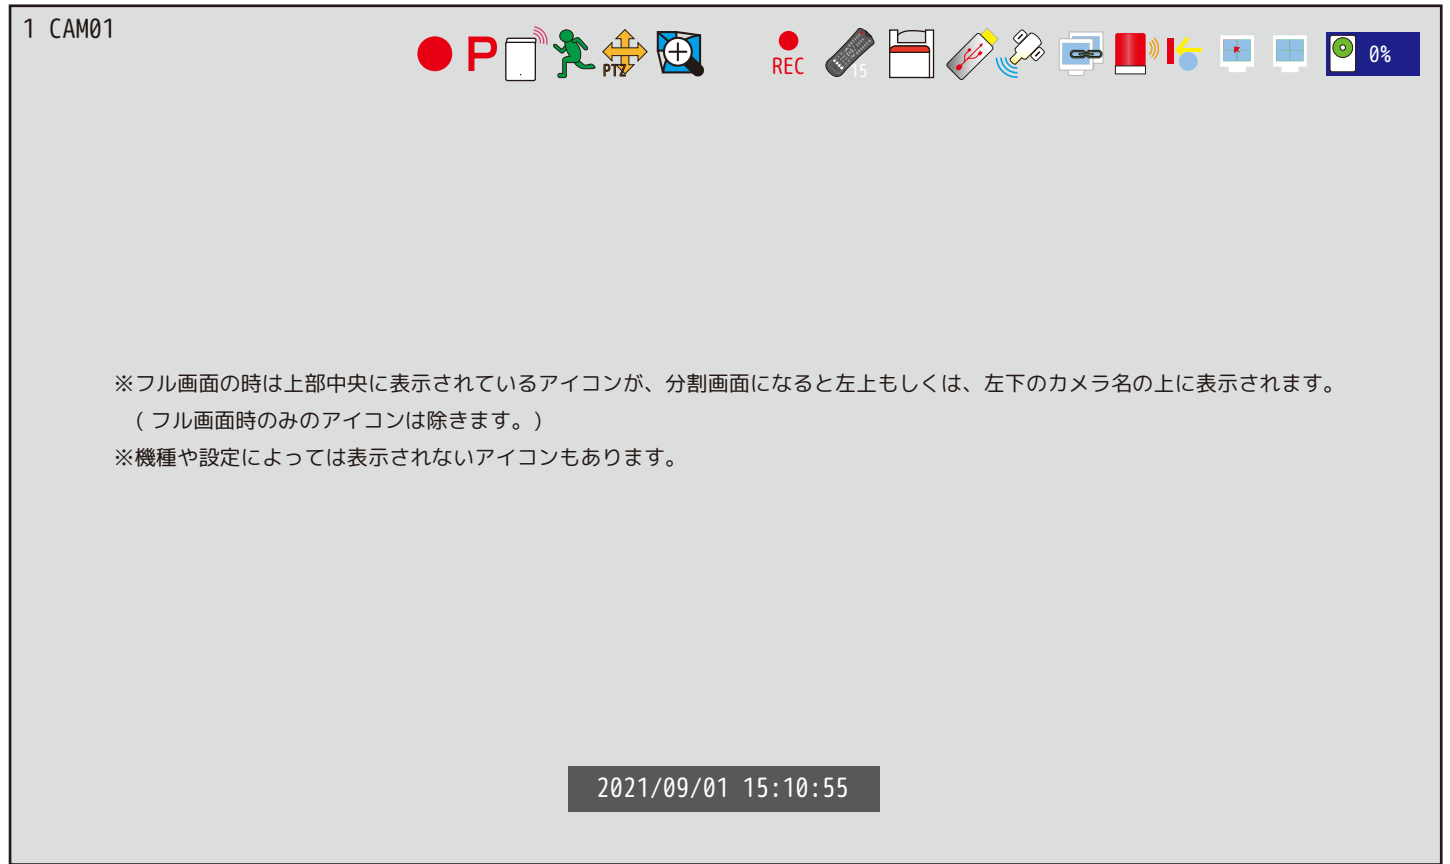 1 CAM01
P
PTZ
REC
15
0%
※フル画面の時は上部中央に表示されているアイコンが、分割画面になると左上もしくは、左下のカメラ名の上に表示されます。
( フル画面時のみのアイコンは除きます。)
※機種や設定によっては表示されないアイコンもあります。
2021/09/01 15:10:55